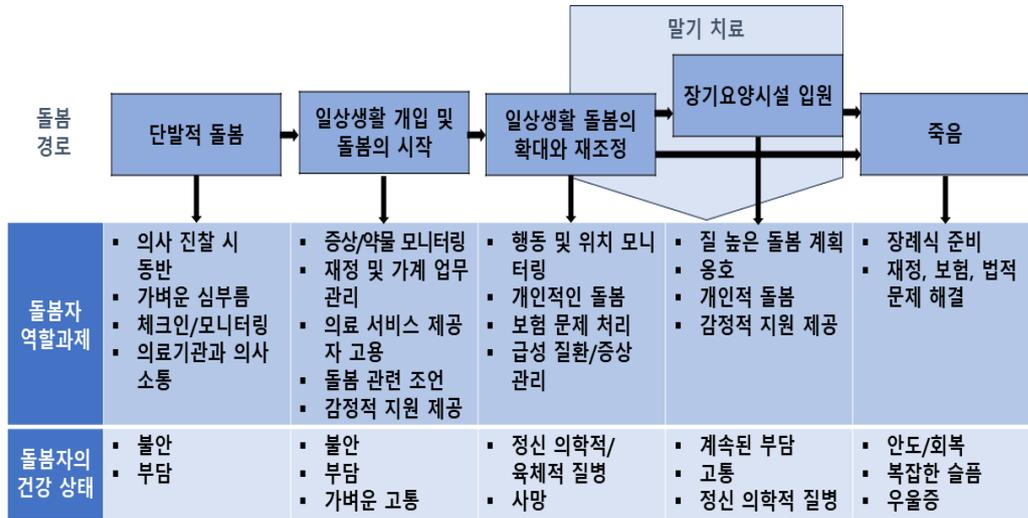 말기 치료
돌봄
경로
단발적 돌봄
일상생활 개입 및
돌봄의 시작
일상생활 돌봄의
확대와 재조정
장기요양시설 입원
죽음
돌봄자
역할과제
▪ 의사 진찰 시
동반
▪ 가벼운 심부름
▪ 체크인/모니터링
▪ 의료기관과 의사
소통
▪ 증상/약물 모니터링
▪ 재정 및 가계 업무
관리
▪ 의료 서비스 제공
자 고용
▪ 돌봄 관련 조언
▪ 감정적 지원 제공
▪ 행동 및 위치 모니
터링
▪ 개인적인 돌봄
▪ 보험 문제 처리
▪ 급성 질환/증상
관리
▪ 질 높은 돌봄 계획
▪ 옹호
▪ 개인적 돌봄
▪ 감정적 지원 제공
▪ 장례식 준비
▪ 재정, 보험, 법적
문제 해결
돌봄자의
건강 상태
▪ 불안
▪ 부담
▪ 불안
▪ 부담
▪ 가벼운 고통
▪ 정신 의학적/
육체적 질병
▪ 사망
▪ 계속된 부담
▪ 고통
▪ 정신 의학적 질병
▪ 안도/회복
▪ 복잡한 슬픔
▪ 우울증